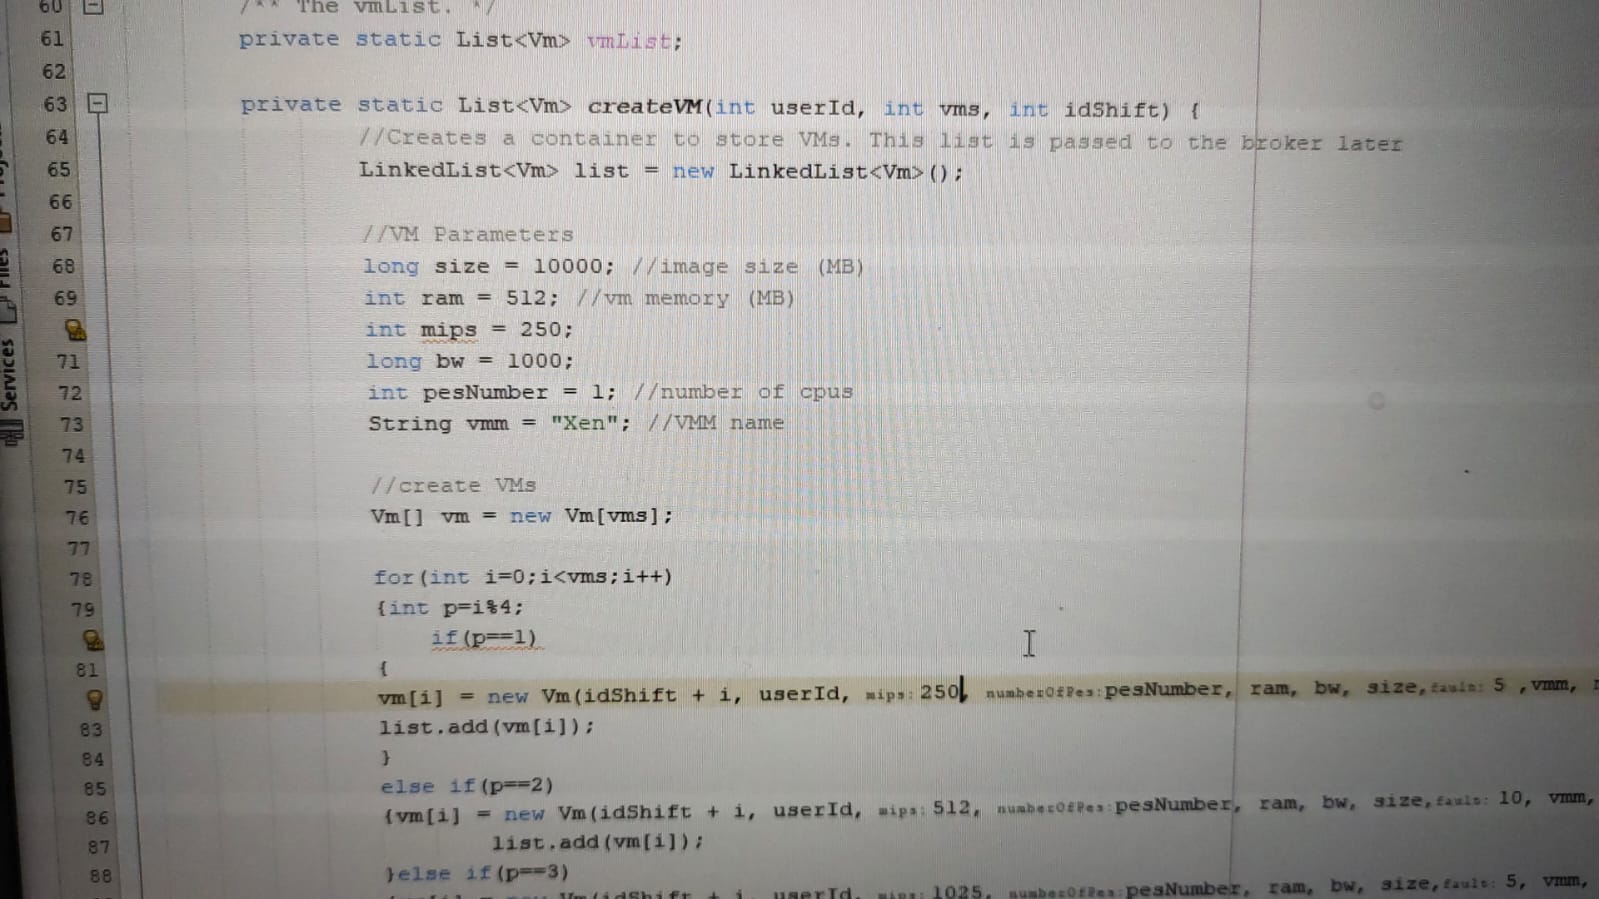 60 /** The vmList. */
61 private static List<Vm> vmList;
62
63 private static List<Vm> createVM(int userId, int vms, int idShift) {
64 //Creates a container to store VMs. This list is passed to the broker later
65 LinkedList<Vm> list = new LinkedList<Vm>();
66
67 //VM Parameters
68 long size = 10000; //image size (MB)
69 int ram = 512; //vm memory (MB)
int mips = 250;
71 long bw = 1000;
72 int pesNumber = 1; //number of cpus
73 String vmm = "Xen"; //VMM name
74
75 //create VMs
76 Vm[] vm = new Vm[vms];
77
78 for(int i=0;i<vms;i++)
79 {int p=i%4;
if(p==1)
81 {
vm[i] = new Vm(idShift + i, userId, mips: 250, numberOfPes: pesNumber, ram, bw, size, fault: 5 ,vmm,
83 list.add(vm[i]);
84 }
85 else if(p==2)
86 {vm[i] = new Vm(idShift + i, userId, mips: 512, numberOfPes: pesNumber, ram, bw, size, fault: 10, vmm,
87 list.add(vm[i]);
88 }else if(p==3)
Vm(idShift + i, userId, mips: 1025, numberOfPes: pesNumber, ram, bw, size, fault: 5, vmm,
Files
Services